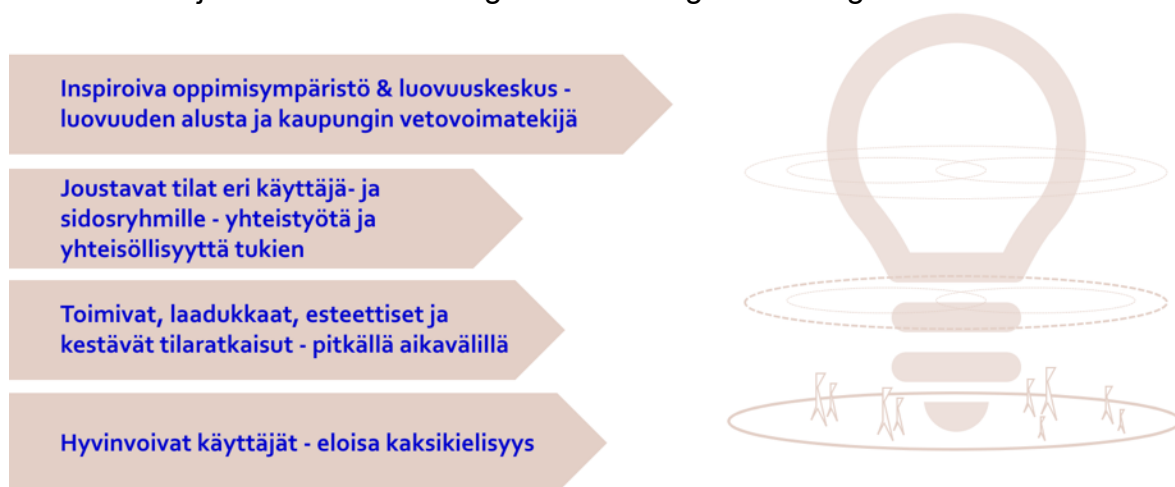 Inspiroiva oppimisympäristö & luovuuskeskus -
luovuuden alusta ja kaupungin vetovoimatekijä
Joustavat tilat eri käyttäjä- ja
sidosryhmille - yhteistyötä ja
yhteisöllisyyttä tukien
Toimivat, laadukkaat, esteettiset ja
kestävät tilaratkaisut - pitkällä aikavälillä
Hyvinvoivat käyttäjät - eloisa kaksikielisyys